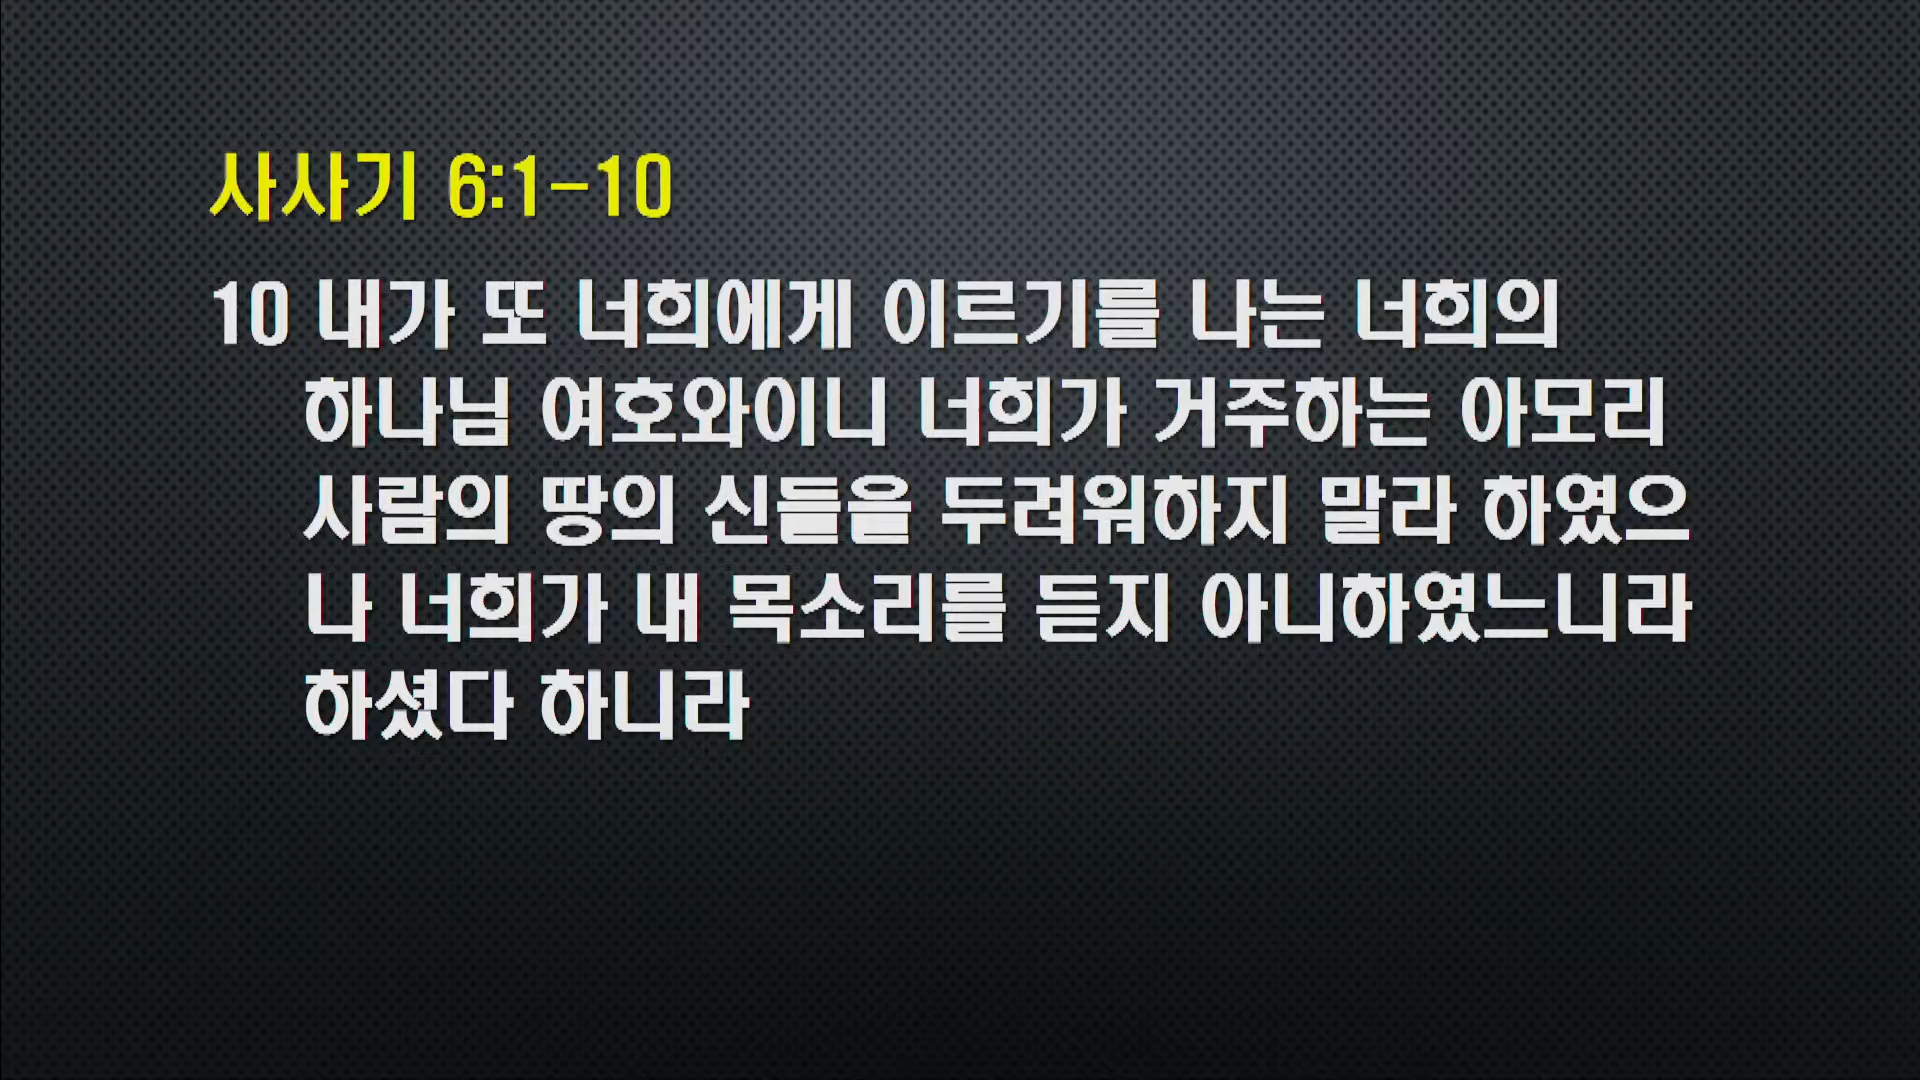 사사기 6:1-10
10 내가 또 너희에게 이르기를 나는 너희의
하나님 여호와이니 너희가 거주하는 아모리
사람의 땅의 신들을 두려워하지 말라 하였으
나 너희가 내 목소리를 듣지 아니하였느니라
하셨다 하니라